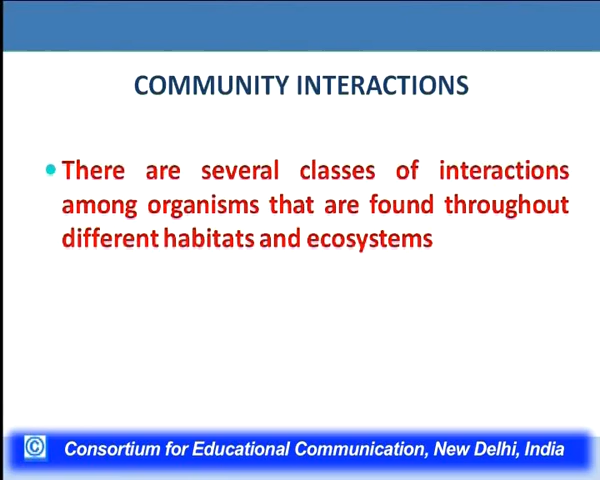 COMMUNITY INTERACTIONS
There are several classes of interactions
among organisms that are found throughout
different habitats and ecosystems
© Consortium for Educational Communication, New Delhi, India